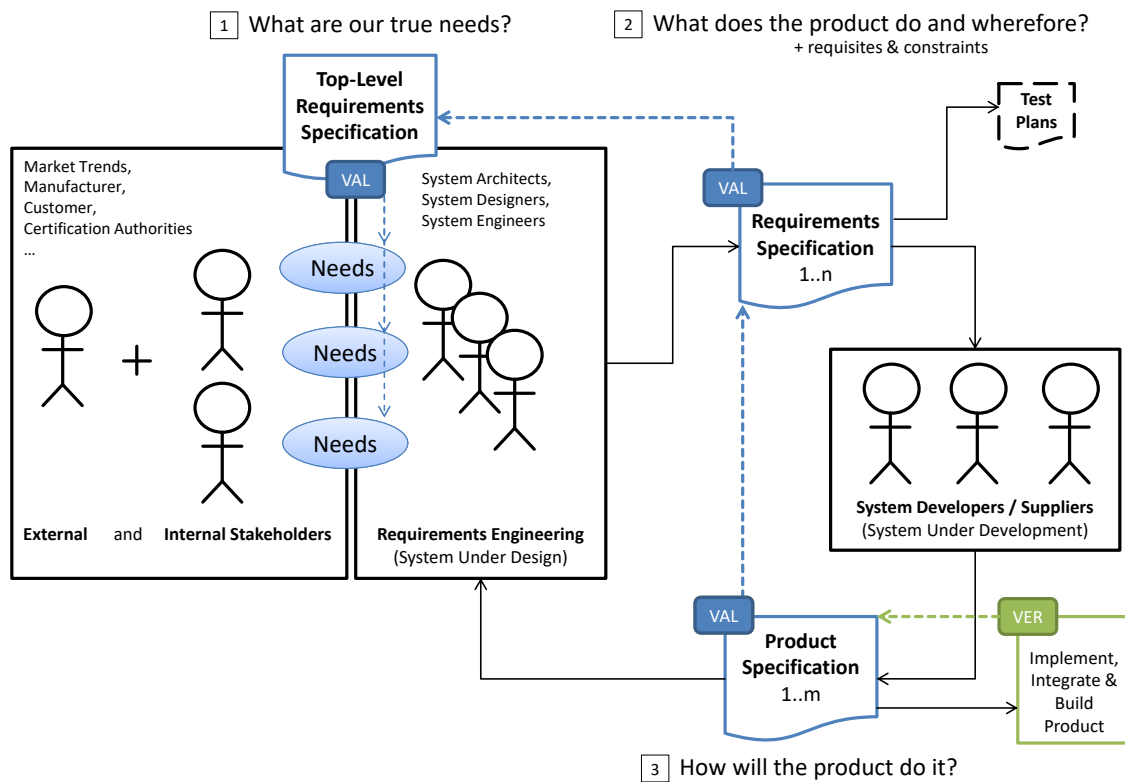 1 What are our true needs?
2 What does the product do and wherefore?
+ requisites & constraints
Top-Level
Requirements
Specification
VAL
Test
Plans
Market Trends,
Manufacturer,
Customer,
Certification Authorities
...
System Architects,
System Designers,
System Engineers
VAL
Requirements
Specification
1..n
Needs
Needs
Needs
External and Internal Stakeholders
Requirements Engineering
(System Under Design)
System Developers / Suppliers
(System Under Development)
VAL
Product
Specification
1..m
VER
Implement,
Integrate &
Build
Product
3 How will the product do it?